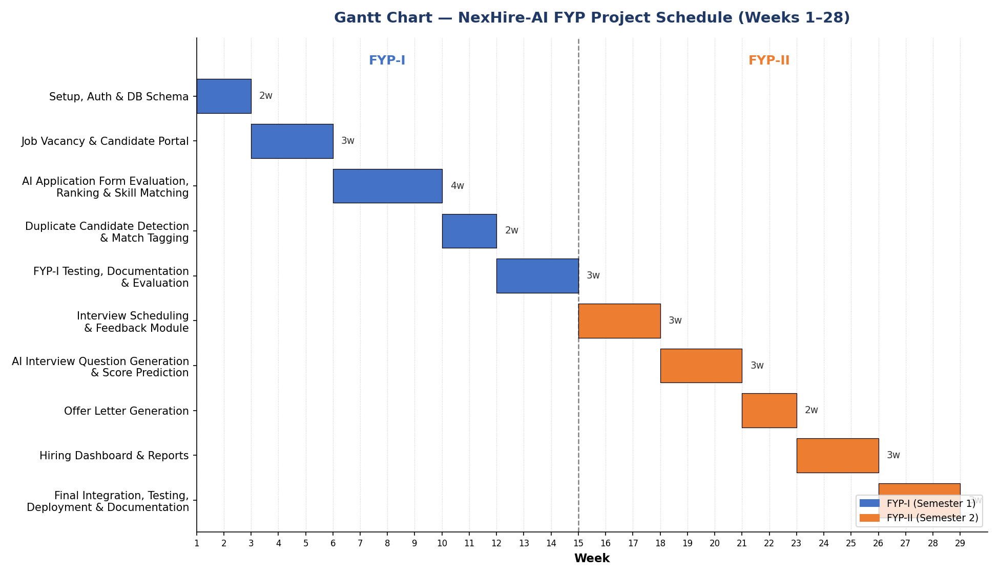 Gantt Chart — NexHire-AI FYP Project Schedule (Weeks 1–28)
FYP-I
FYP-II
Setup, Auth & DB Schema
2w
Job Vacancy & Candidate Portal
3w
AI Application Form Evaluation,
Ranking & Skill Matching
4w
Duplicate Candidate Detection
& Match Tagging
2w
FYP-I Testing, Documentation
& Evaluation
3w
Interview Scheduling
& Feedback Module
3w
AI Interview Question Generation
& Score Prediction
3w
Offer Letter Generation
2w
Hiring Dashboard & Reports
3w
Final Integration, Testing,
Deployment & Documentation
3w
FYP-I (Semester 1)
FYP-II (Semester 2)
1 2 3 4 5 6 7 8 9 10 11 12 13 14 15 16 17 18 19 20 21 22 23 24 25 26 27 28 29
Week